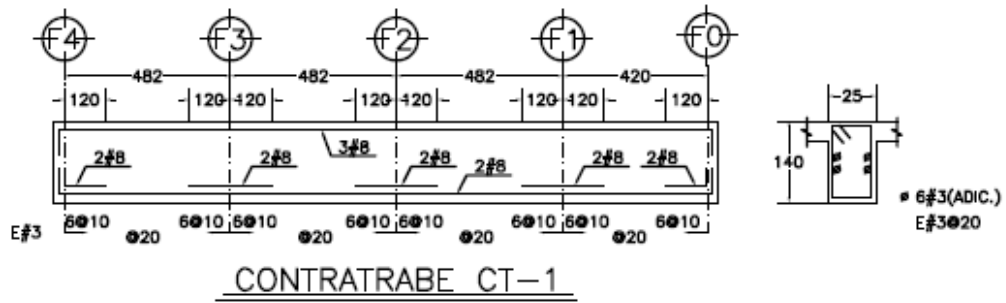 F4 F3 F2 F1 F0
482 482 482 420
120 120 120 120 120 120 120 120
25
3#8
2#8 2#8 2#8 2#8 2#8
2#8
140
ø 6#3(ADIC.)
E#3@20
E#3 6@10 6@10 6@10 6@10 6@10 6@10 6@10 6@10
@20 @20 @20 @20
CONTRATRABE CT-1